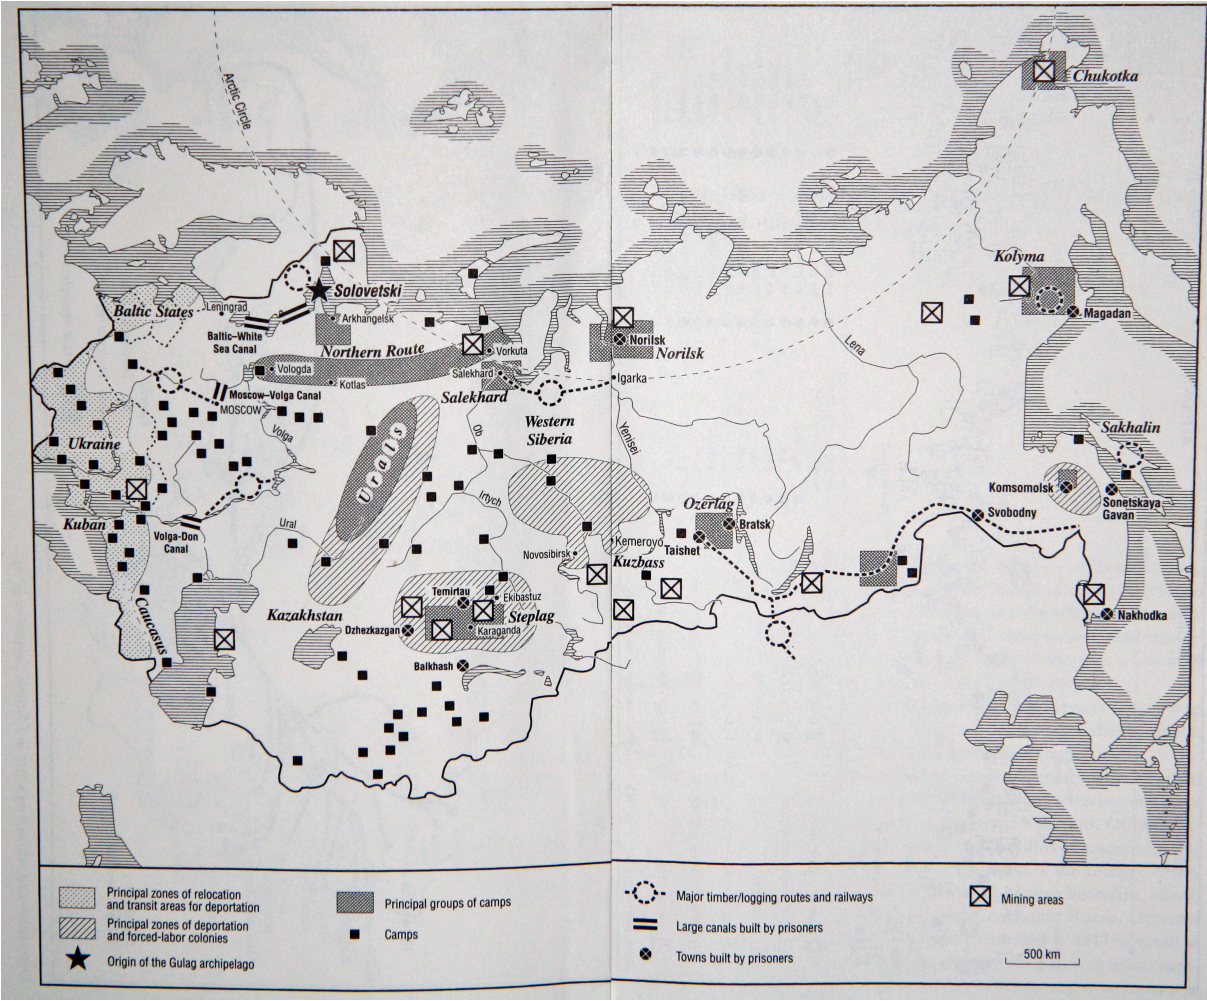 Arctic Circle
Chukotka
Kolyma
Magadan
Solovetski
Baltic States
Leningrad
Baltic–White
Sea Canal
Arkhangelsk
Northern Route
Vorkuta
Norilsk
Norilsk
Lena
Vologda
Kotlas
Salekhard
Salekhard
Igarka
Moscow–Volga Canal
MOSCOW
Volga
Western
Siberia
Ob
Yeniseï
Ukraine
Urals
Sakhalin
Irtych
Komsomolsk
Sonetskaya
Gavan
Ozerlag
Svobodny
Bratsk
Kuban
Volga-Don
Canal
Ural
Taishet
Kemerovo
Novosibirsk
Kuzbass
Caucasus
Kazakhstan
Temirtau
Ekibastuz
Steplag
Dzhezkazgan
Karaganda
Nakhodka
Balkhash
Principal zones of relocation
and transit areas for deportation
Principal zones of deportation
and forced-labor colonies
Origin of the Gulag archipelago
Principal groups of camps
Camps
Major timber/logging routes and railways
Large canals built by prisoners
Towns built by prisoners
Mining areas
500 km